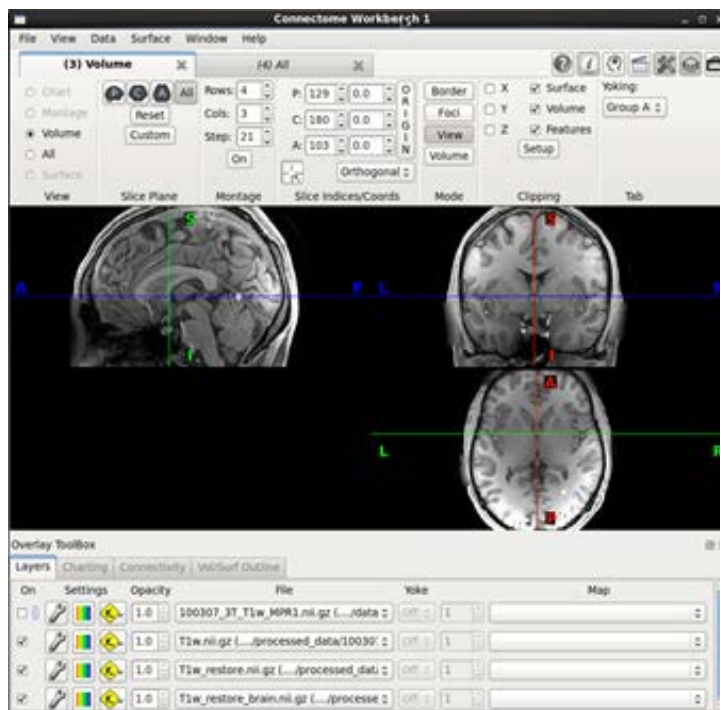 Connectome Workbench 1
File View Data Surface Window Help
(3) Volume (4) All
Chart
Montage
Volume
All
Surface
View
P C A All
Reset
Custom
Slice Plane
Rows: 4
Cols: 3
Step: 21
On
Montage
P: 129 0.0
C: 180 0.0
A: 103 0.0
ORIGIN
Orthogonal
Slice Indices/Coords
Border
Foci
View
Volume
Mode
X Surface
Y Volume
Z Features
Setup
Clipping
Yoking:
Group A
Tab
S
A P
I
S
L R
I
A
L R
P
Overlay ToolBox
Layers Charting Connectivity Vol/Surf Outline
On Settings Opacity File Yoke Map
1.0 100307_3T_T1w_MPR1.nii.gz (.../data Off 1
1.0 T1w.nii.gz (.../processed_data/10030 Off 1
1.0 T1w_restore.nii.gz (.../processed_dat Off 1
1.0 T1w_restore_brain.nii.gz (.../processe Off 1